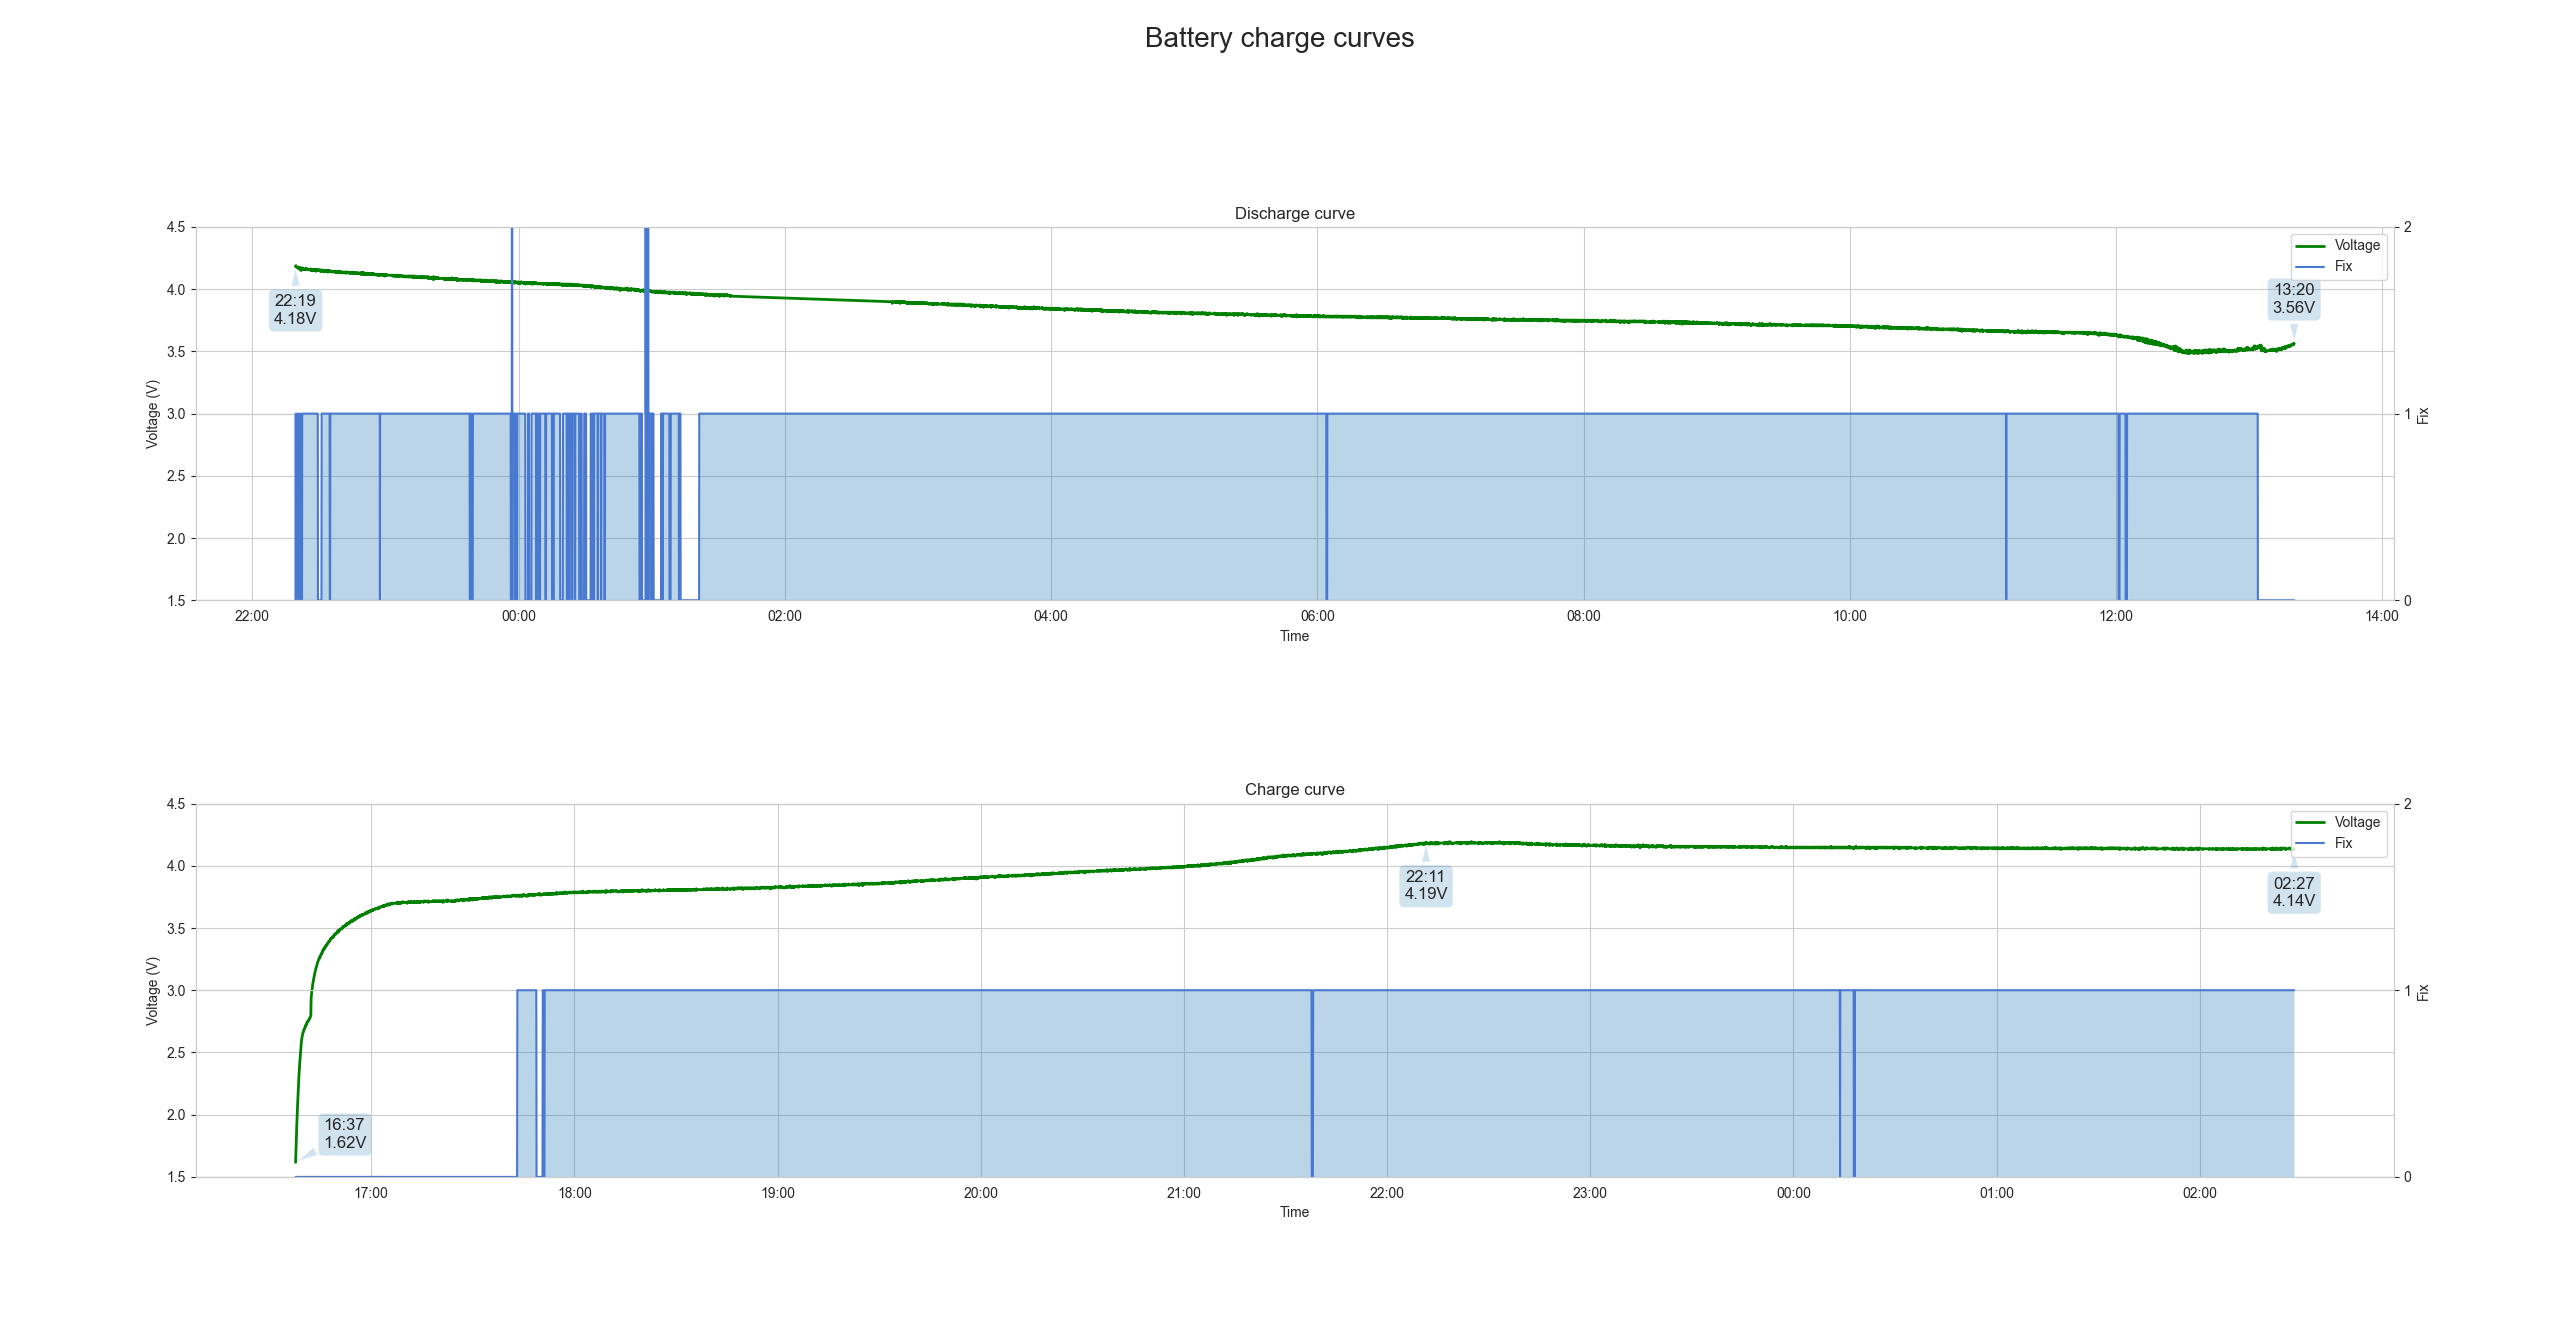 Battery charge curves
Discharge curve
4.5
4.0
3.5
3.0
2.5
2.0
1.5
Voltage (V)
2
1
0
Fix
Voltage
Fix
22:19
4.18V
13:20
3.56V
22:00 00:00 02:00 04:00 06:00 08:00 10:00 12:00 14:00
Time
Charge curve
4.5
4.0
3.5
3.0
2.5
2.0
1.5
Voltage (V)
2
1
0
Fix
Voltage
Fix
16:37
1.62V
22:11
4.19V
02:27
4.14V
17:00 18:00 19:00 20:00 21:00 22:00 23:00 00:00 01:00 02:00
Time